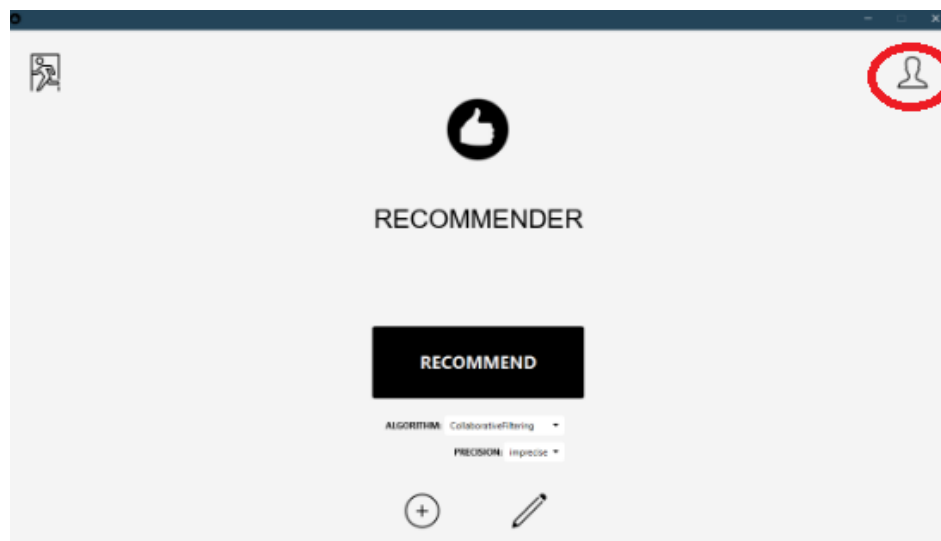 RECOMMENDER
RECOMMEND
ALGORITHM: CollaborativeFiltering
PRECISION: imprecise